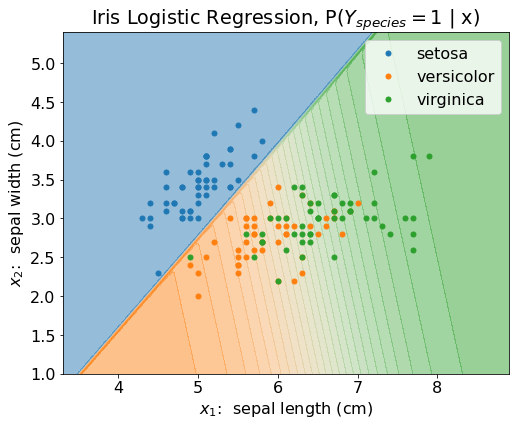 Iris Logistic Regression, P(Y_species = 1 | x)
setosa
versicolor
virginica
x₂: sepal width (cm)
5.0
4.5
4.0
3.5
3.0
2.5
2.0
1.5
1.0
4 5 6 7 8
x₁: sepal length (cm)